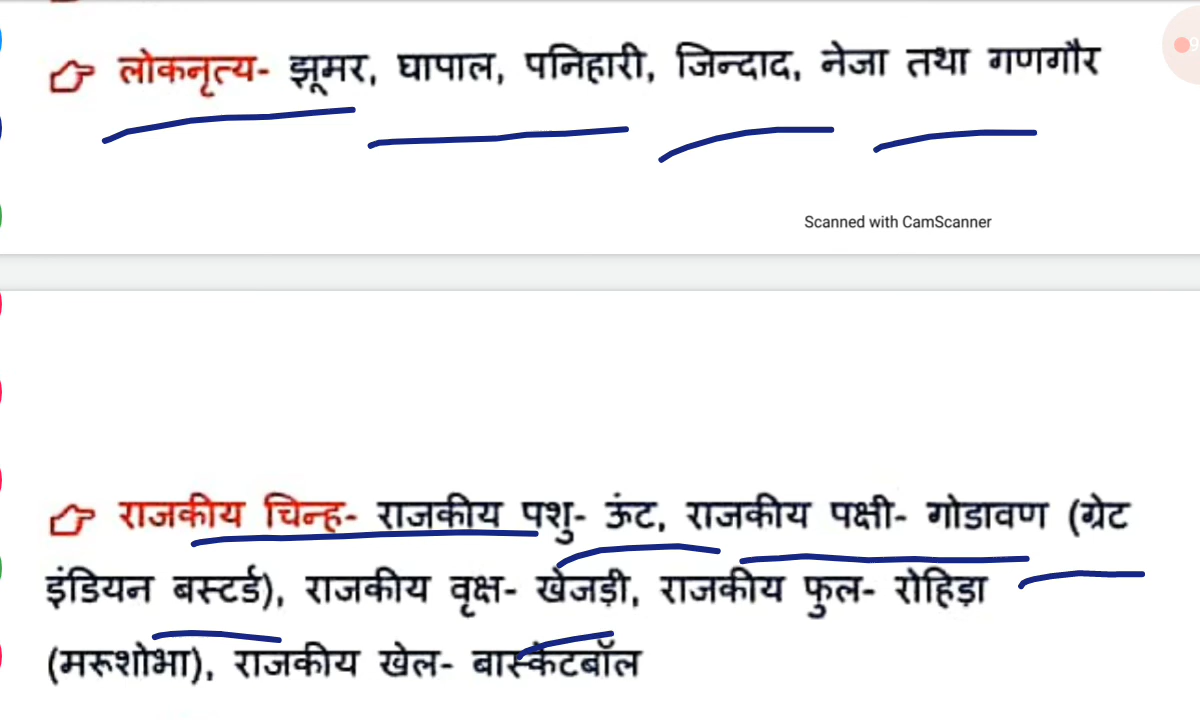 लोकनृत्य- झूमर, घापाल, पनिहारी, जिन्दाद, नेजा तथा गणगौर
Scanned with CamScanner
राजकीय चिन्ह- राजकीय पशु- ऊंट, राजकीय पक्षी- गोडावण (ग्रेट
इंडियन बस्टर्ड), राजकीय वृक्ष- खेजड़ी, राजकीय फुल- रोहिड़ा
(मरूशोभा), राजकीय खेल- बास्केटबॉल